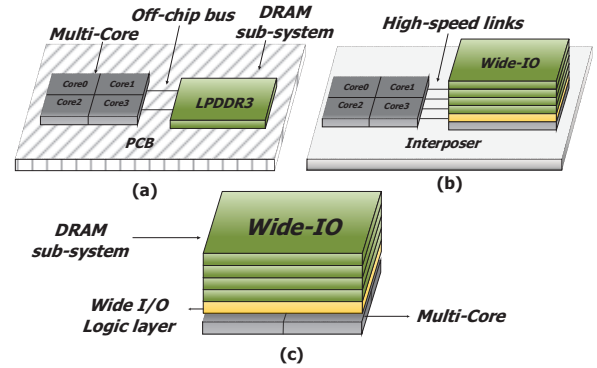 Off-chip bus
DRAM
sub-system
Multi-Core
Core0 Core1
Core2 Core3
LPDDR3
PCB
(a)
High-speed links
Wide-IO
Core0 Core1
Core2 Core3
Interposer
(b)
DRAM
sub-system
Wide-IO
Wide I/O
Logic layer
Multi-Core
(c)